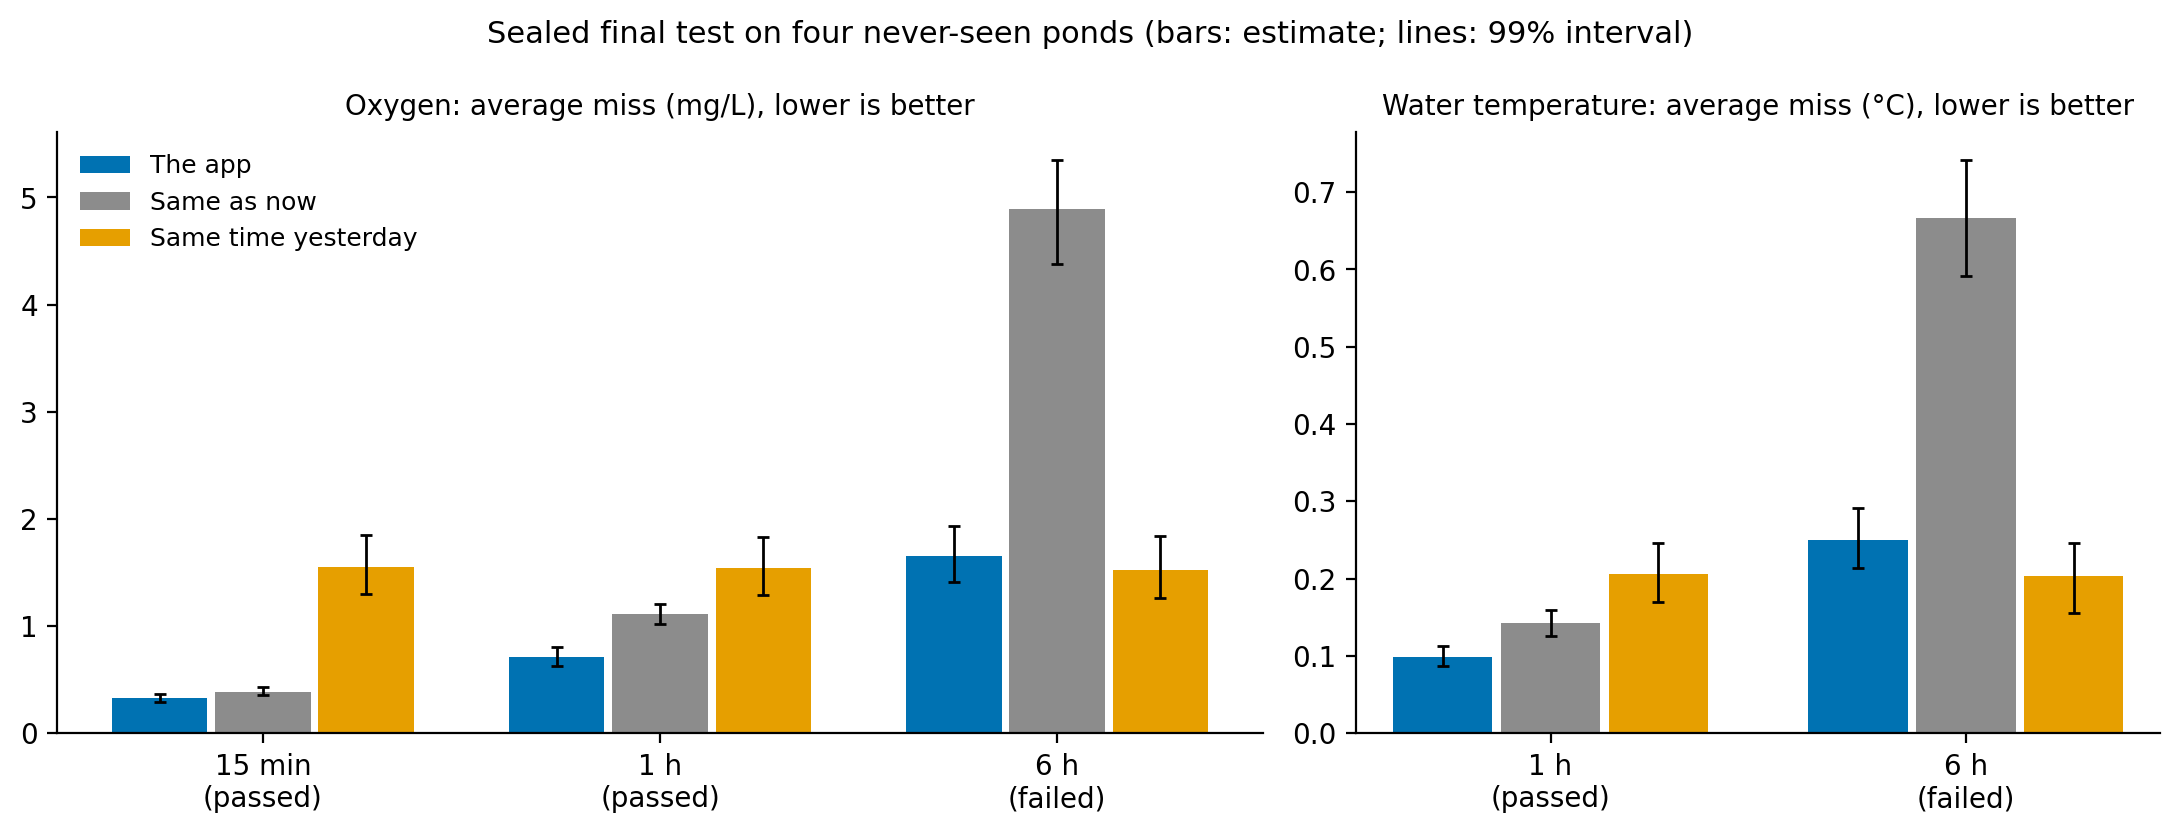 Sealed final test on four never-seen ponds (bars: estimate; lines: 99% interval)
Oxygen: average miss (mg/L), lower is better
The app
Same as now
Same time yesterday
5
4
3
2
1
0
15 min
(passed)
1 h
(passed)
6 h
(failed)
Water temperature: average miss (°C), lower is better
0.7
0.6
0.5
0.4
0.3
0.2
0.1
0.0
1 h
(passed)
6 h
(failed)